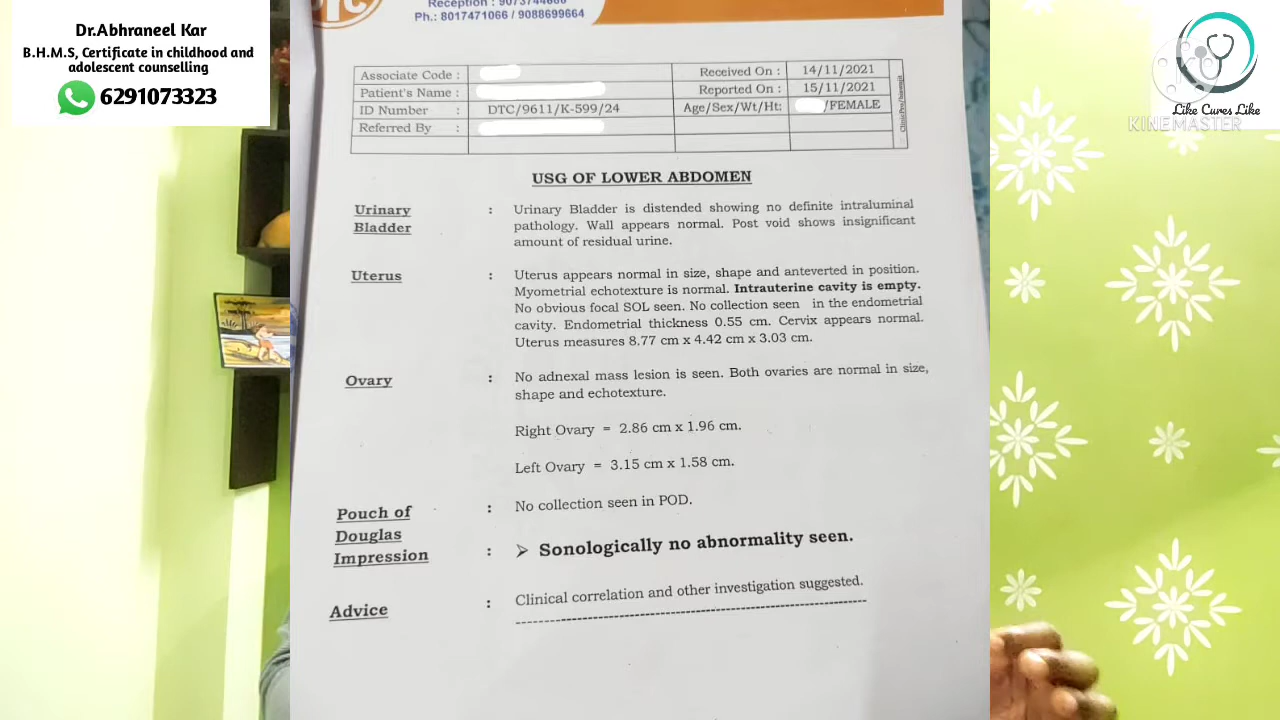 Dr.Abhraneel Kar
B.H.M.S, Certificate in childhood and
adolescent counselling
6291073323
Like Cures Like
KINEMASTER
Reception : 9073744666
Ph.: 8017471066 / 9088699664
Associate Code :
Received On : 14/11/2021
Patient's Name :
Reported On : 15/11/2021
ID Number : DTC/9611/K-599/24
Age/Sex/Wt/Ht: /FEMALE
Referred By :
USG OF LOWER ABDOMEN
Urinary Bladder : Urinary Bladder is distended showing no definite intraluminal
pathology. Wall appears normal. Post void shows insignificant
amount of residual urine.
Uterus : Uterus appears normal in size, shape and anteverted in position.
Myometrial echotexture is normal. Intrauterine cavity is empty.
No obvious focal SOL seen. No collection seen in the endometrial
cavity. Endometrial thickness 0.55 cm. Cervix appears normal.
Uterus measures 8.77 cm x 4.42 cm x 3.03 cm.
Ovary : No adnexal mass lesion is seen. Both ovaries are normal in size,
shape and echotexture.
Right Ovary = 2.86 cm x 1.96 cm.
Left Ovary = 3.15 cm x 1.58 cm.
Pouch of Douglas : No collection seen in POD.
Impression : ➢ Sonologically no abnormality seen.
Advice : Clinical correlation and other investigation suggested.